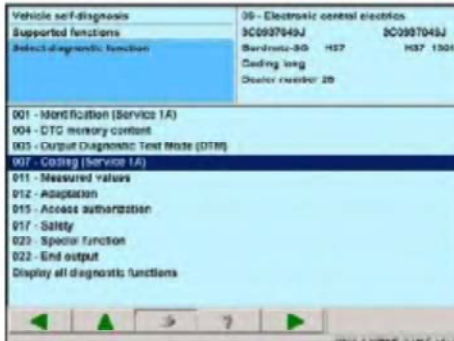 Vehicle self-diagnosis
Supported functions
Select diagnostic function
09 - Electronic central electrics
3C0937049J 3C0937049J
Bordnetz-SG H37 H37
Coding long
Dealer number
001 - Identification (Service 1A)
004 - DTC memory content
005 - Output Diagnostic Test Mode (DTM)
007 - Coding (Service 1A)
011 - Measured values
012 - Adaptation
015 - Access authorization
017 - Safety
020 - Special function
022 - End output
Display all diagnostic functions